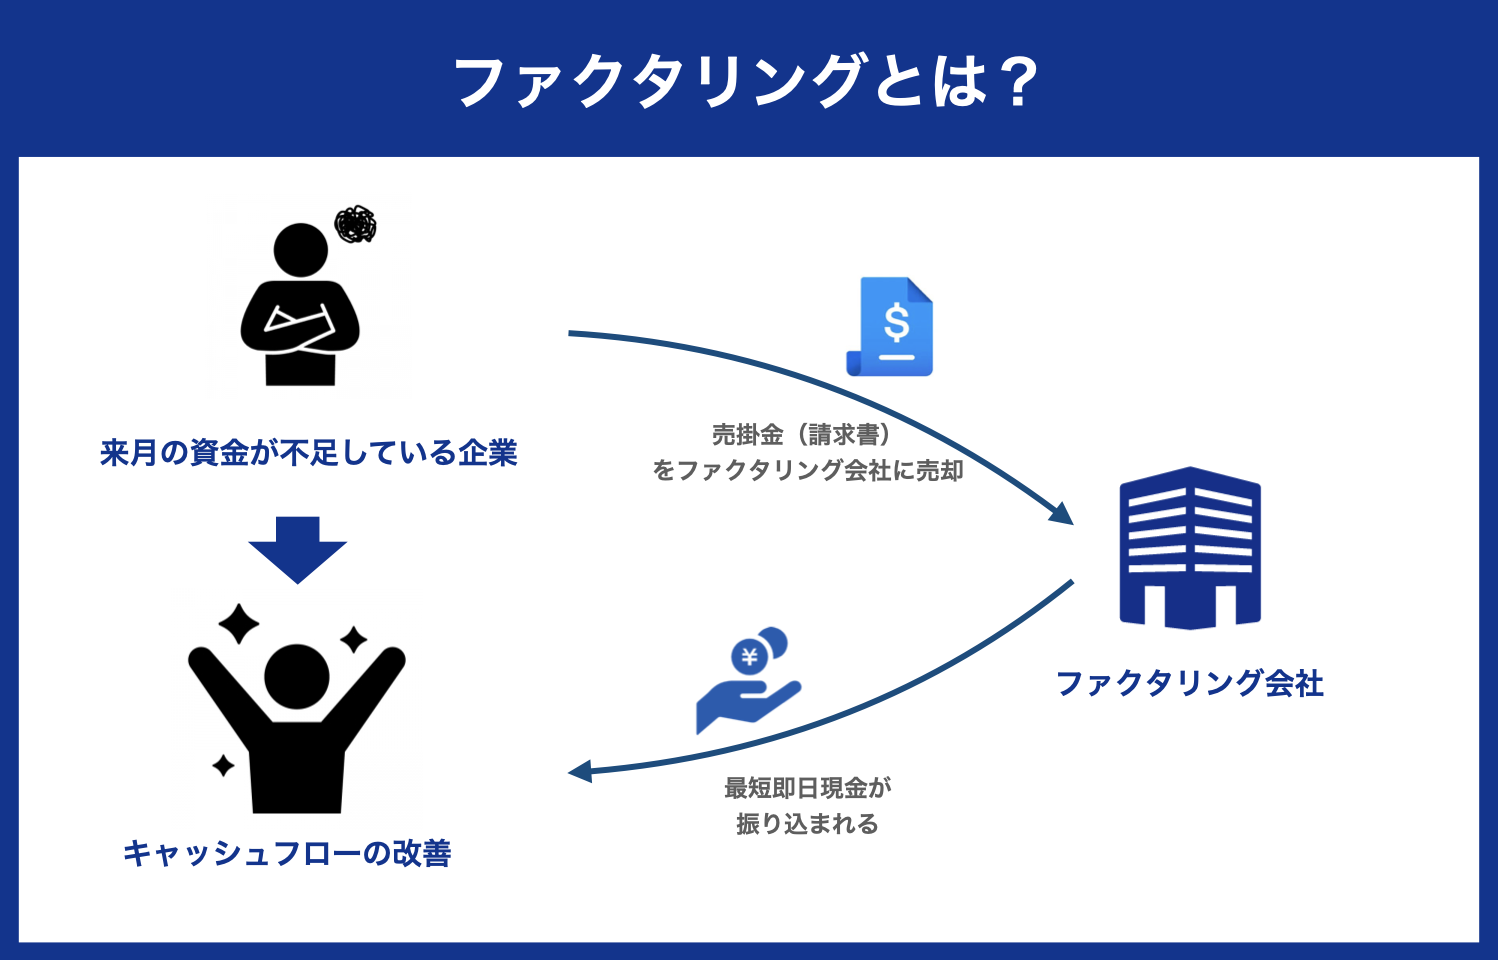 ファクタリングとは？
来月の資金が不足している企業
$
売掛金（請求書）
をファクタリング会社に売却
ファクタリング会社
¥
最短即日現金が
振り込まれる
キャッシュフローの改善